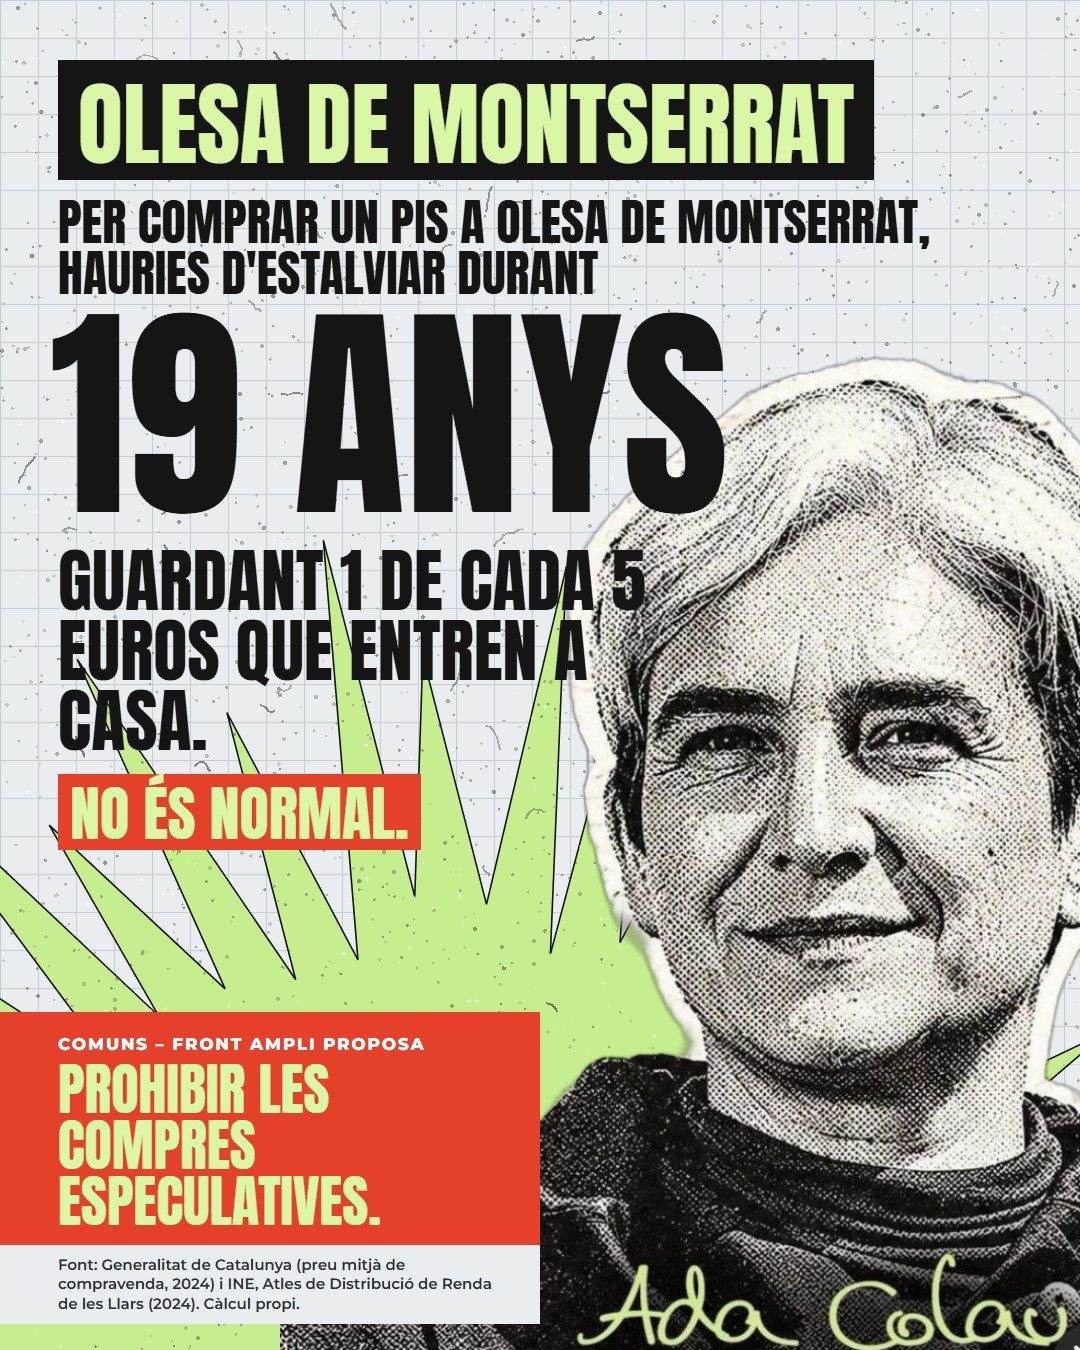 OLESA DE MONTSERRAT
PER COMPRAR UN PIS A OLESA DE MONTSERRAT,
HAURIES D'ESTALVIAR DURANT
19 ANYS
GUARDANT 1 DE CADA 5
EUROS QUE ENTREN A
CASA.
NO ÉS NORMAL.
COMUNS – FRONT AMPLI PROPOSA
PROHIBIR LES
COMPRES
ESPECULATIVES.
Font: Generalitat de Catalunya (preu mitjà de
compravenda, 2024) i INE, Atles de Distribució de Renda
de les Llars (2024). Càlcul propi.
Ada Colau